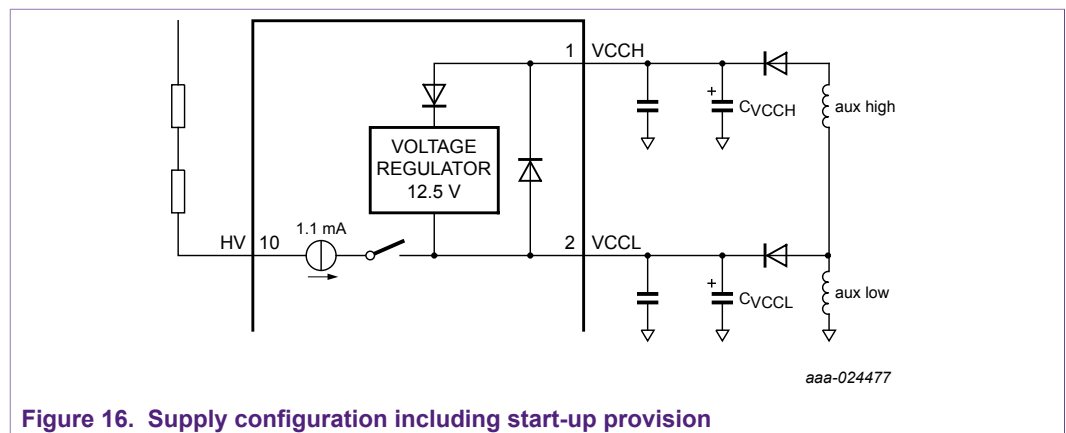 1 VCCH
+
CVCCH
aux high
VOLTAGE
REGULATOR
12.5 V
1.1 mA
HV 10
2 VCCL
+
CVCCL
aux low
aaa-024477
Figure 16. Supply configuration including start-up provision